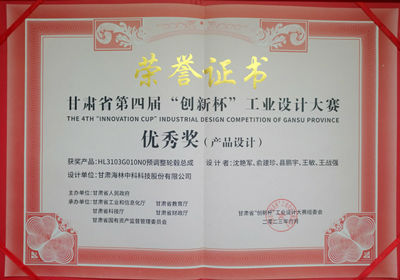 荣誉证书
甘肃省第四届“创新杯”工业设计大赛
THE 4TH "INNOVATION CUP" INDUSTRIAL DESIGN COMPETITION OF GANSU PROVINCE
优秀奖（产品设计）
获奖产品：HL3103G010N0预调整轮毂总成 设计者：沈艳军、俞建珍、聂鹏宇、王敏、王战强
设计单位：甘肃海林中科科技股份有限公司
主办单位：甘肃省人民政府
承办单位：甘肃省工业和信息化厅 甘肃省教育厅
甘肃省科技厅 甘肃省财政厅
甘肃省国有资产监督管理委员会
甘肃省“创新杯”工业设计大赛组委会
二〇二三年六月